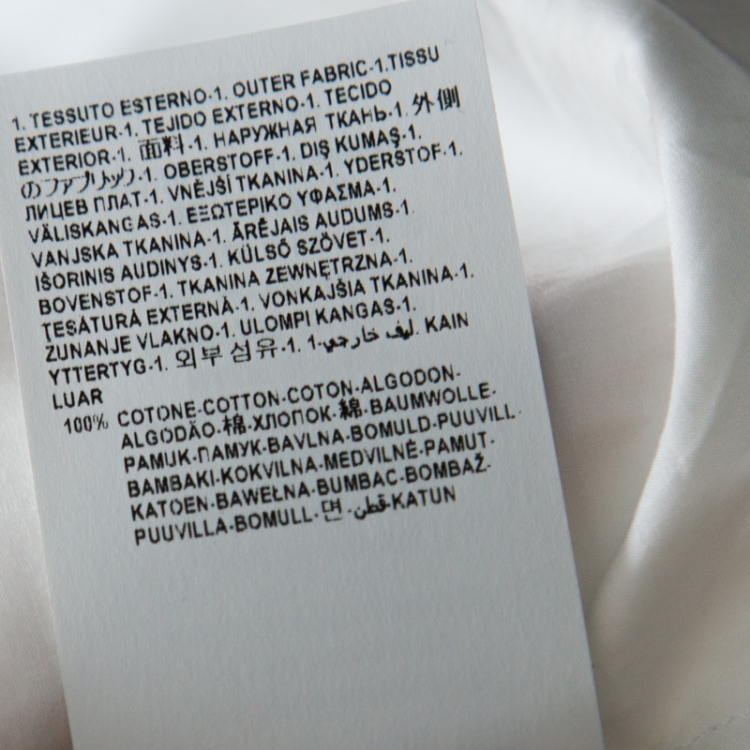 1. TESSUTO ESTERNO-1. OUTER FABRIC-1.TISSU
EXTERIEUR-1. TEJIDO EXTERNO-1. TECIDO
EXTERIOR-1. 面料-1. НАРУЖНАЯ ТКАНЬ-1. 外側
のファブリック-1. OBERSTOFF-1. DIŞ KUMAŞ-1.
ЛИЦЕВ ПЛАТ-1. VNĚJŠÍ TKANINA-1. YDERSTOF-1.
VÄLISKANGAS-1. ΕΞΩΤΕΡΙΚΟ ΥΦΑΣΜΑ-1.
VANJSKA TKANINA-1. ĀRĒJAIS AUDUMS-1.
IŠORINIS AUDINYS-1. KÜLSŐ SZÖVET-1.
BOVENSTOF-1. TKANINA ZEWNĘTRZNA-1.
ŢESĂTURĂ EXTERNĂ-1. VONKAJŠIA TKANINA-1.
ZUNANJE VLAKNO-1. ULOMPI KANGAS-1.
YTTERTYG-1. 외부 섬유-1. 1-ليف خارجي. KAIN
LUAR
100% COTONE-COTTON-COTON-ALGODON-
ALGODÃO-棉-ХЛОПОК-綿-BAUMWOLLE-
PAMUK-ПАМУК-BAVLNA-BOMULD-PUUVILL-
BAMBAKI-KOKVILNA-MEDVILNĖ-PAMUT-
KATOEN-BAWEŁNA-BUMBAC-BOMBAŽ-
PUUVILLA-BOMULL-면-قطن-KATUN